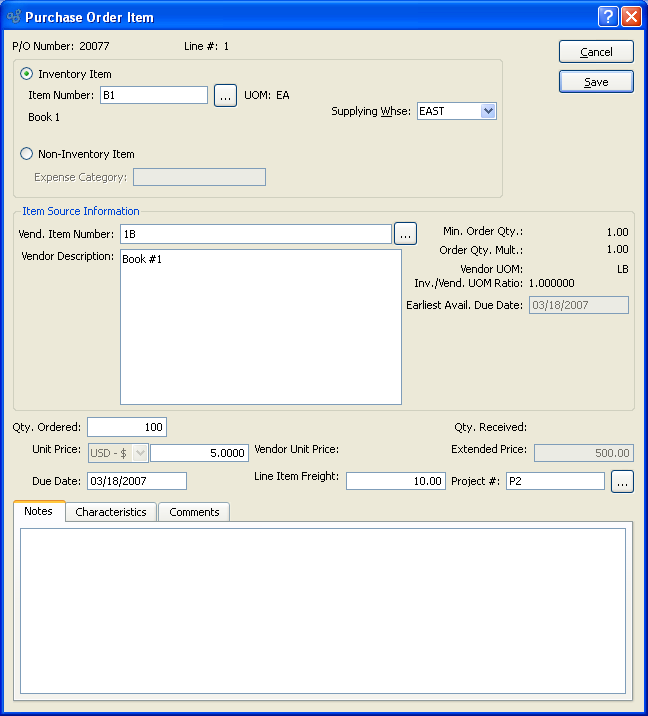 Purchase Order Item
P/O Number: 20077 Line #: 1
Cancel
Inventory Item
Save
Item Number: B1 ... UOM: EA
Supplying Whse: EAST
Book 1
Non-Inventory Item
Expense Category:
Item Source Information
Vend. Item Number: 1B ... Min. Order Qty.: 1.00
Order Qty. Mult.: 1.00
Vendor Description: Book #1
Vendor UOM: LB
Inv./Vend. UOM Ratio: 1.000000
Earliest Avail. Due Date: 03/18/2007
Qty. Ordered: 100 Qty. Received:
Unit Price: USD - $ 5.0000 Vendor Unit Price: Extended Price: 500.00
Due Date: 03/18/2007 Line Item Freight: 10.00 Project #: P2 ...
Notes Characteristics Comments